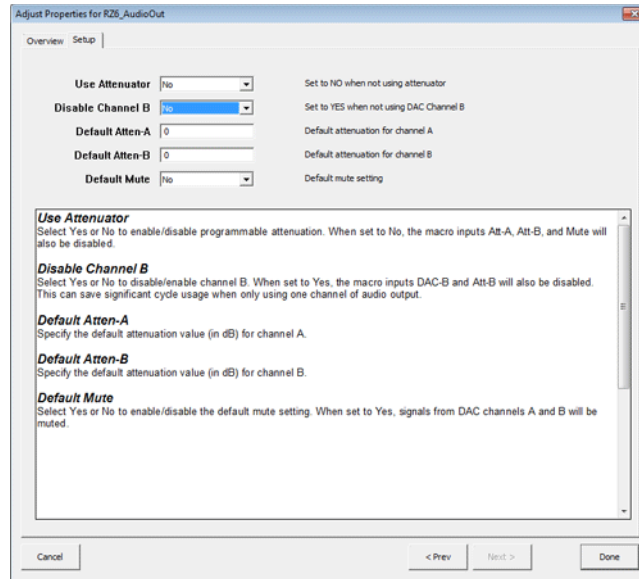 Adjust Properties for RZ6_AudioOut
Overview
Setup
Use Attenuator No Set to NO when not using attenuator
Disable Channel B No Set to YES when not using DAC Channel B
Default Atten-A 0 Default attenuation for channel A
Default Atten-B 0 Default attenuation for channel B
Default Mute No Default mute setting
Use Attenuator
Select Yes or No to enable/disable programmable attenuation. When set to No, the macro inputs Att-A, Att-B, and Mute will
also be disabled.
Disable Channel B
Select Yes or No to disable/enable channel B. When set to Yes, the macro inputs DAC-B and Att-B will also be disabled.
This can save significant cycle usage when only using one channel of audio output.
Default Atten-A
Specify the default attenuation value (in dB) for channel A.
Default Atten-B
Specify the default attenuation value (in dB) for channel B.
Default Mute
Select Yes or No to enable/disable the default mute setting. When set to Yes, signals from DAC channels A and B will be
muted.
Cancel < Prev Next > Done